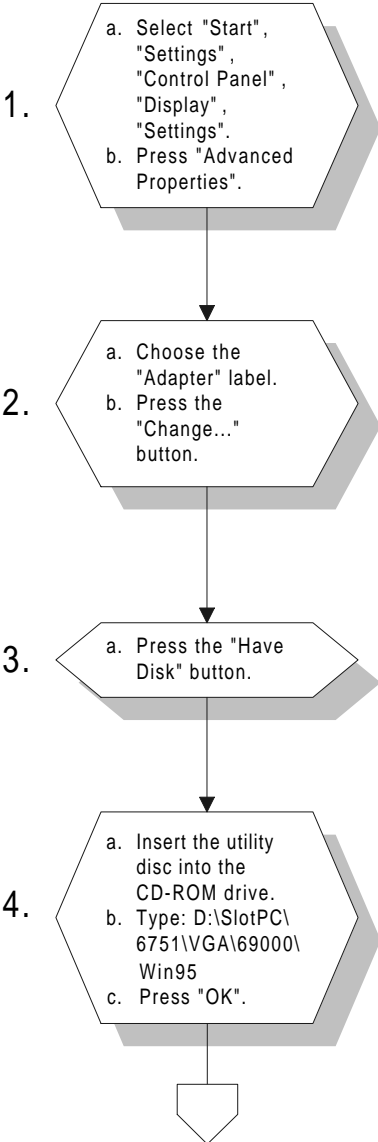 1.
a. Select "Start",
"Settings",
"Control Panel",
"Display",
"Settings".
b. Press "Advanced
Properties".
2.
a. Choose the
"Adapter" label.
b. Press the
"Change..."
button.
3.
a. Press the "Have
Disk" button.
4.
a. Insert the utility
disc into the
CD-ROM drive.
b. Type: D:\SlotPC\
6751\VGA\69000\
Win95
c. Press "OK".